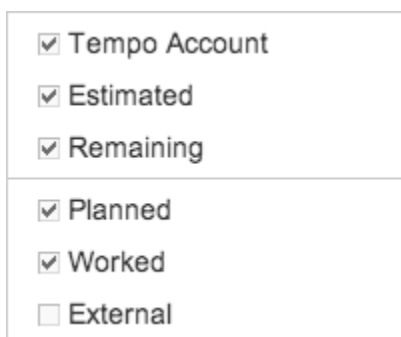 Tempo Account
Estimated
Remaining
Planned
Worked
External